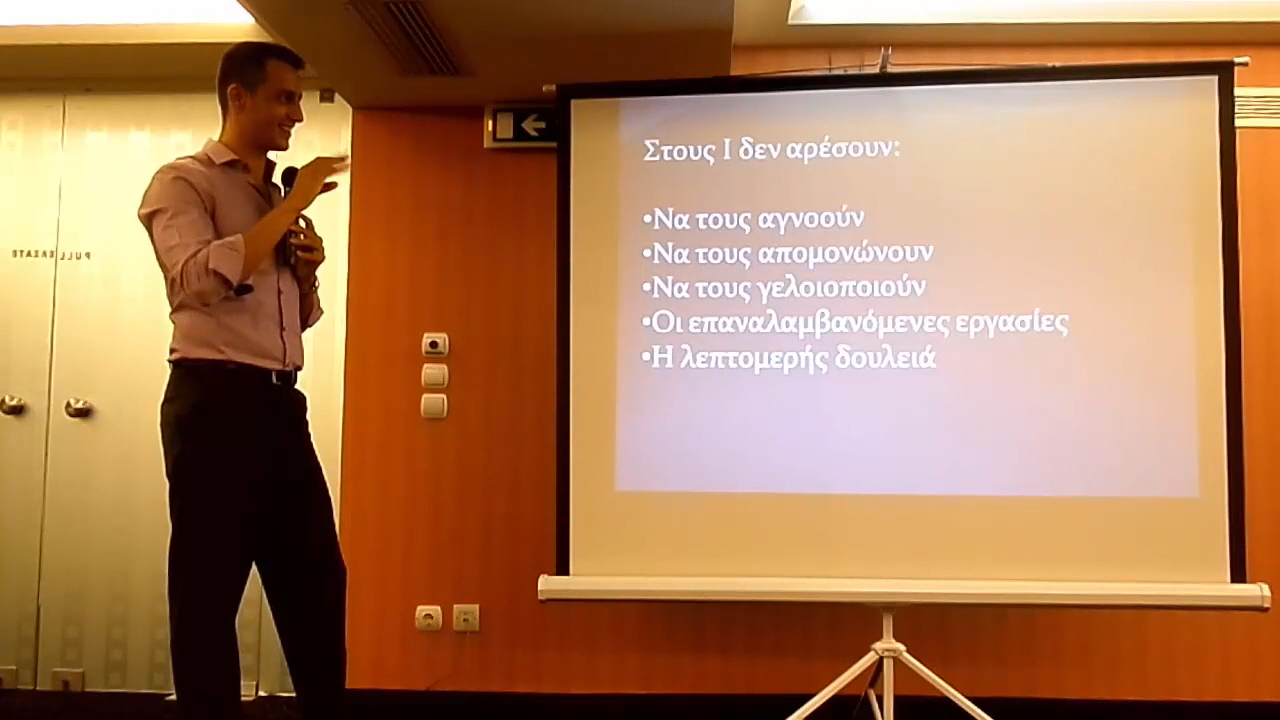 Στους Ι δεν αρέσουν:
•Να τους αγνοούν
•Να τους απομονώνουν
•Να τους γελοιοποιούν
•Οι επαναλαμβανόμενες εργασίες
•Η λεπτομερής δουλειά